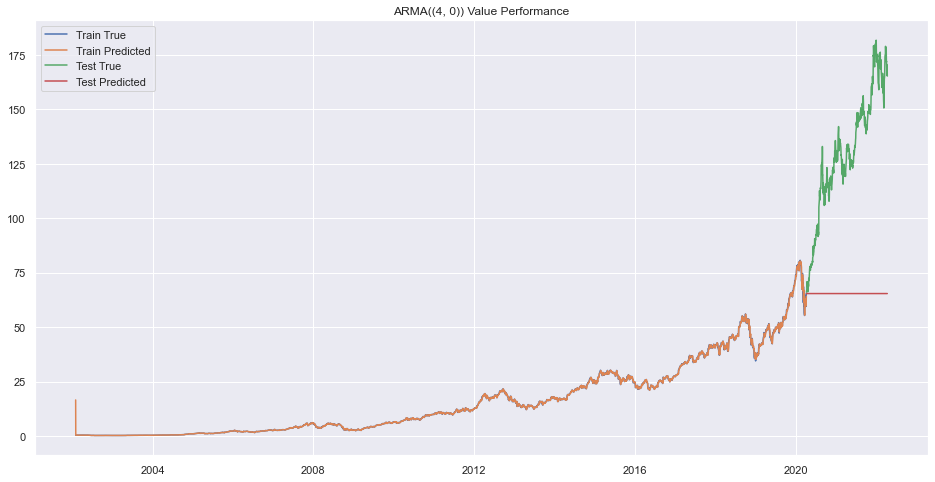 ARMA((4, 0)) Value Performance
Train True
Train Predicted
Test True
Test Predicted
175
150
125
100
75
50
25
0
2004 2008 2012 2016 2020